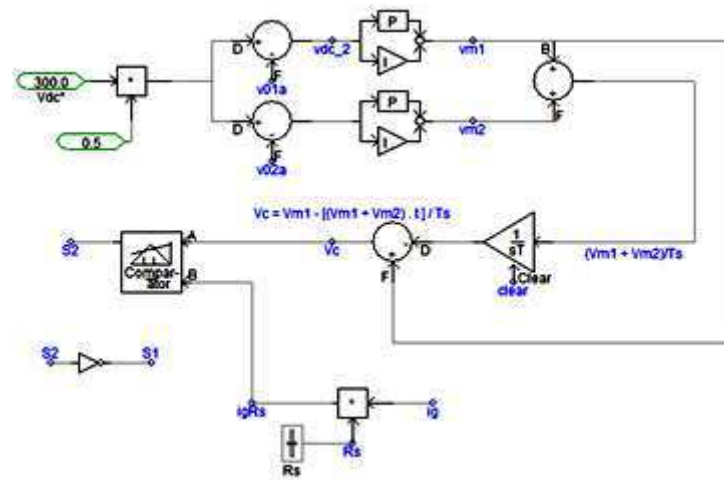 300.0
Vdc*
0.5
*
D
F
v01a
vdc_2
P
I
vm1
B
D
F
v02a
P
I
vm2
F
Vc = Vm1 - [(Vm1 + Vm2) . t] / Ts
S2
A
B
Compar-
ator
Vc
D
F
1
sT
Clear
clear
(Vm1 + Vm2)/Ts
S2
S1
igRs
*
ig
Rs
Rs